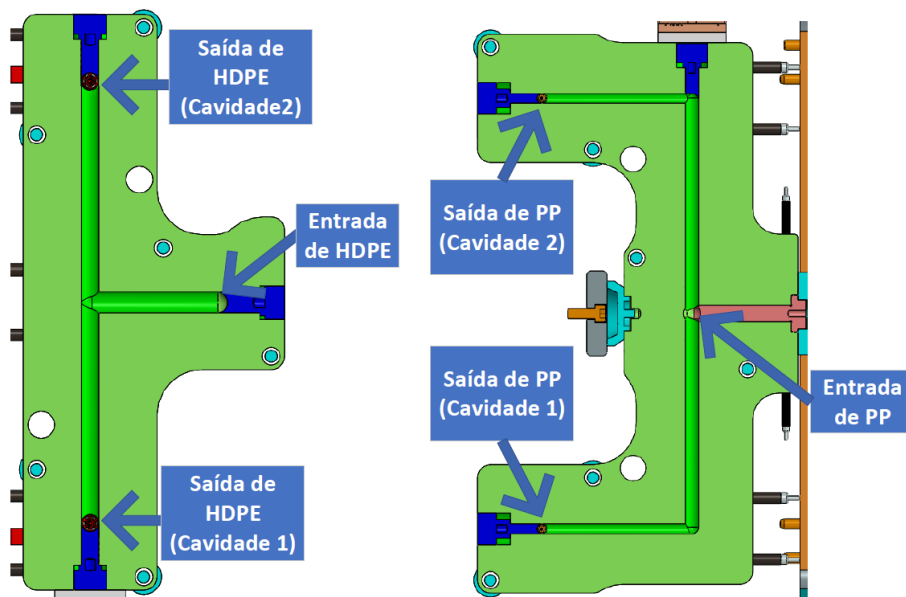 Saída de
HDPE
(Cavidade2)
Entrada
de HDPE
Saída de
HDPE
(Cavidade 1)
Saída de PP
(Cavidade 2)
Saída de PP
(Cavidade 1)
Entrada
de PP